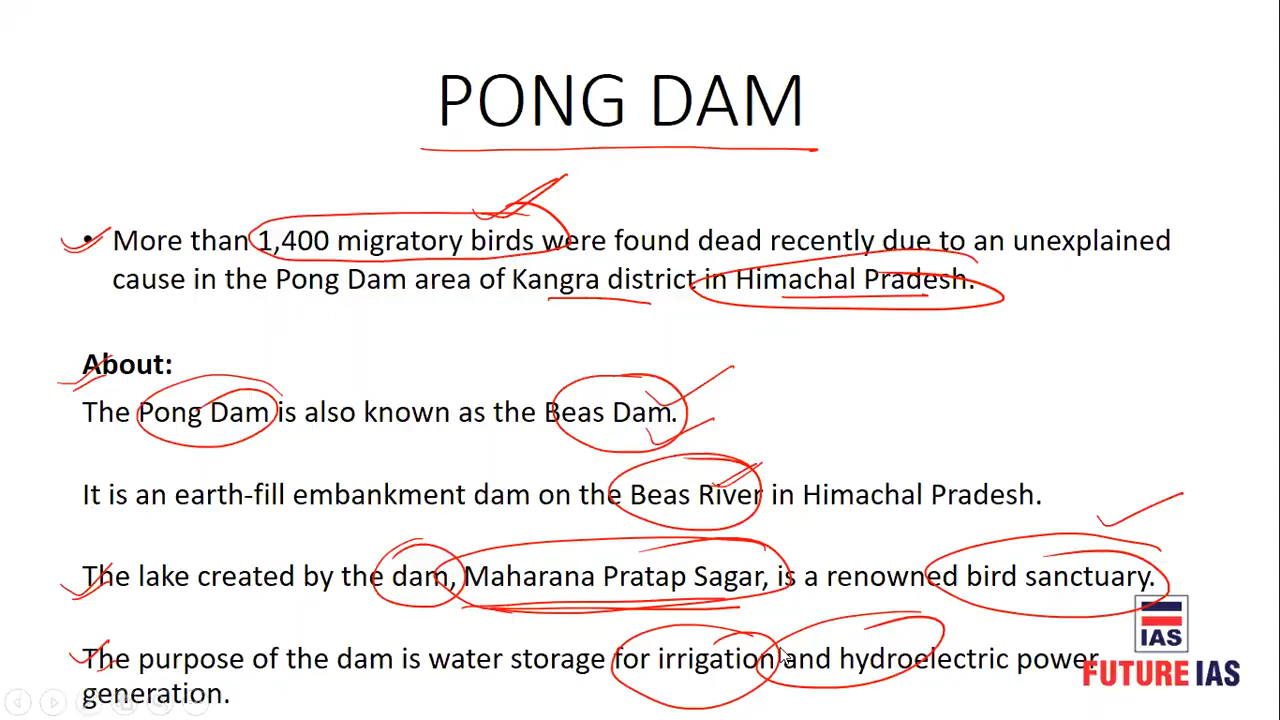 PONG DAM
• More than 1,400 migratory birds were found dead recently due to an unexplained
cause in the Pong Dam area of Kangra district in Himachal Pradesh.
About:
The Pong Dam is also known as the Beas Dam.
It is an earth-fill embankment dam on the Beas River in Himachal Pradesh.
The lake created by the dam, Maharana Pratap Sagar, is a renowned bird sanctuary.
The purpose of the dam is water storage for irrigation and hydroelectric power
generation.
IAS
FUTURE IAS